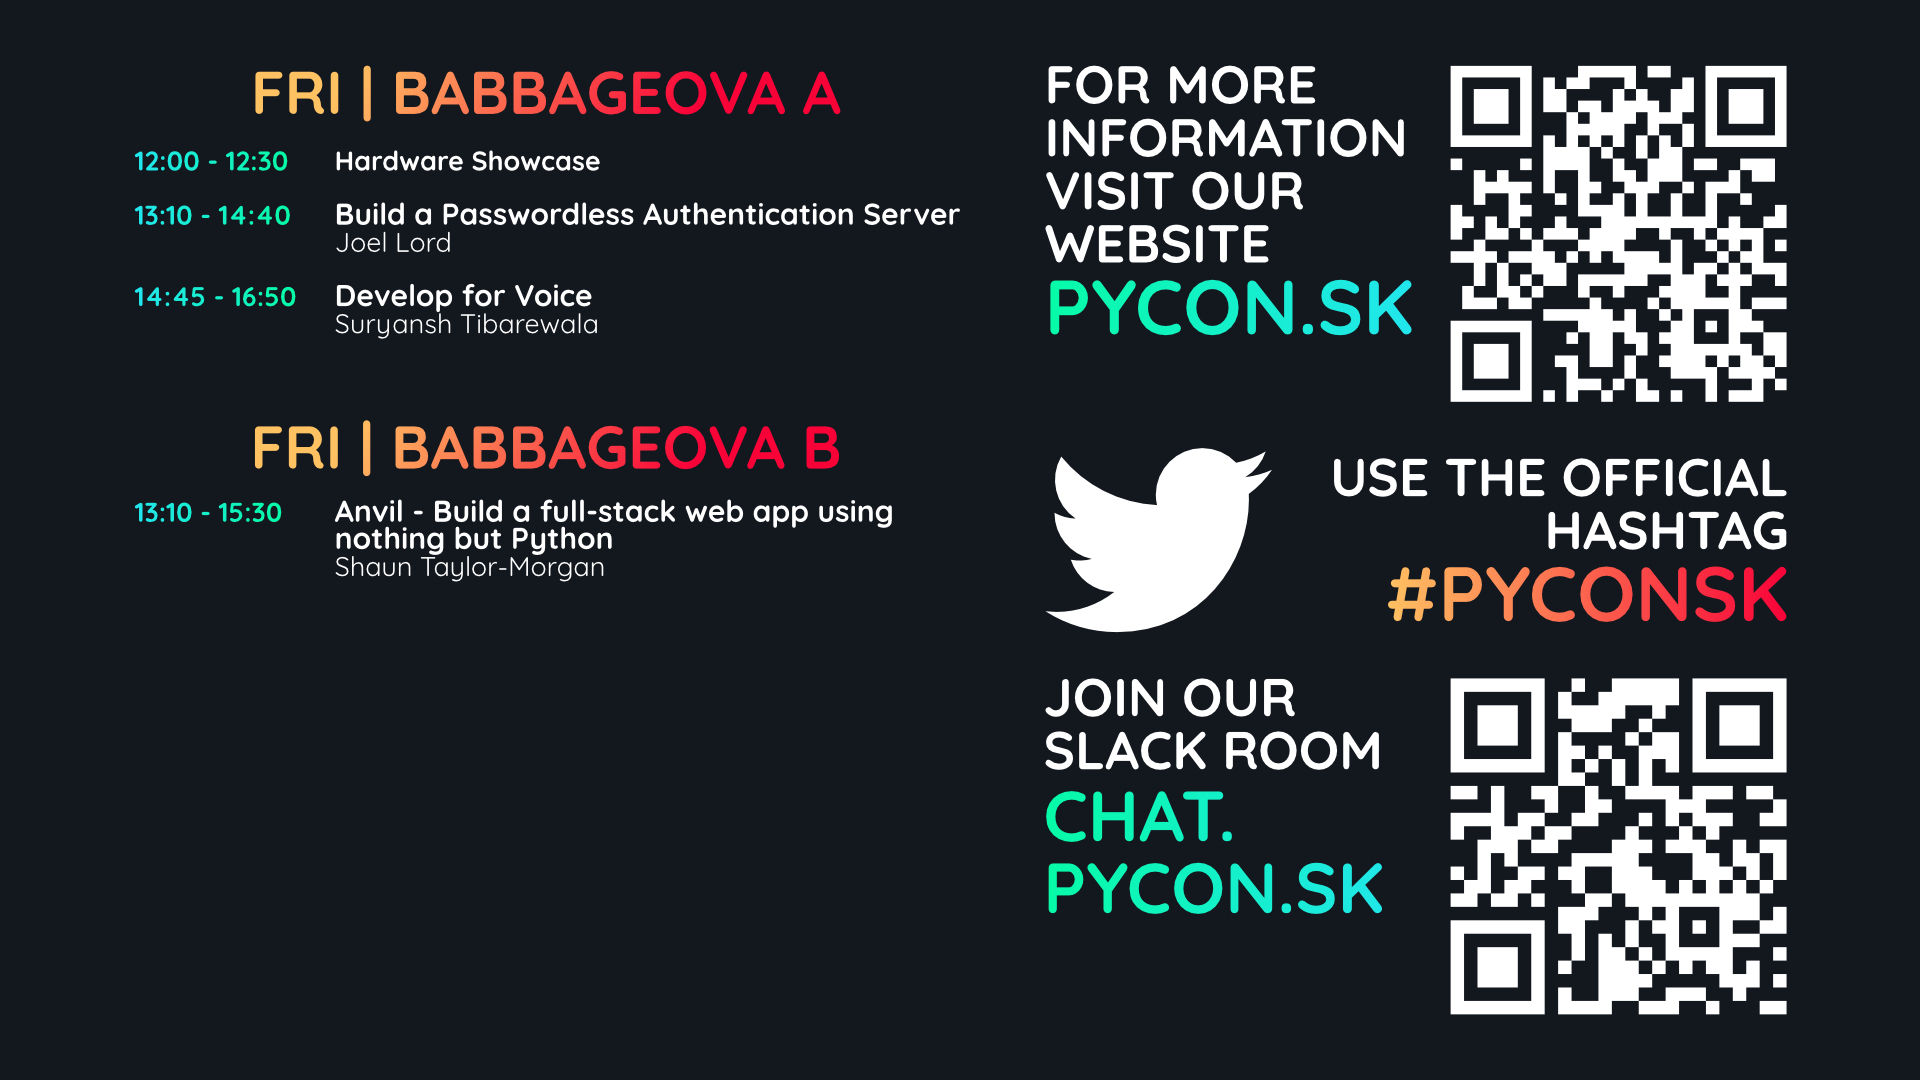 FRI | BABBAGEOVA A
12:00 - 12:30 Hardware Showcase
13:10 - 14:40 Build a Passwordless Authentication Server
Joel Lord
14:45 - 16:50 Develop for Voice
Suryansh Tibarewala
FRI | BABBAGEOVA B
13:10 - 15:30 Anvil - Build a full-stack web app using
nothing but Python
Shaun Taylor-Morgan
FOR MORE
INFORMATION
VISIT OUR
WEBSITE
PYCON.SK
USE THE OFFICIAL
HASHTAG
#PYCONSK
JOIN OUR
SLACK ROOM
CHAT.
PYCON.SK